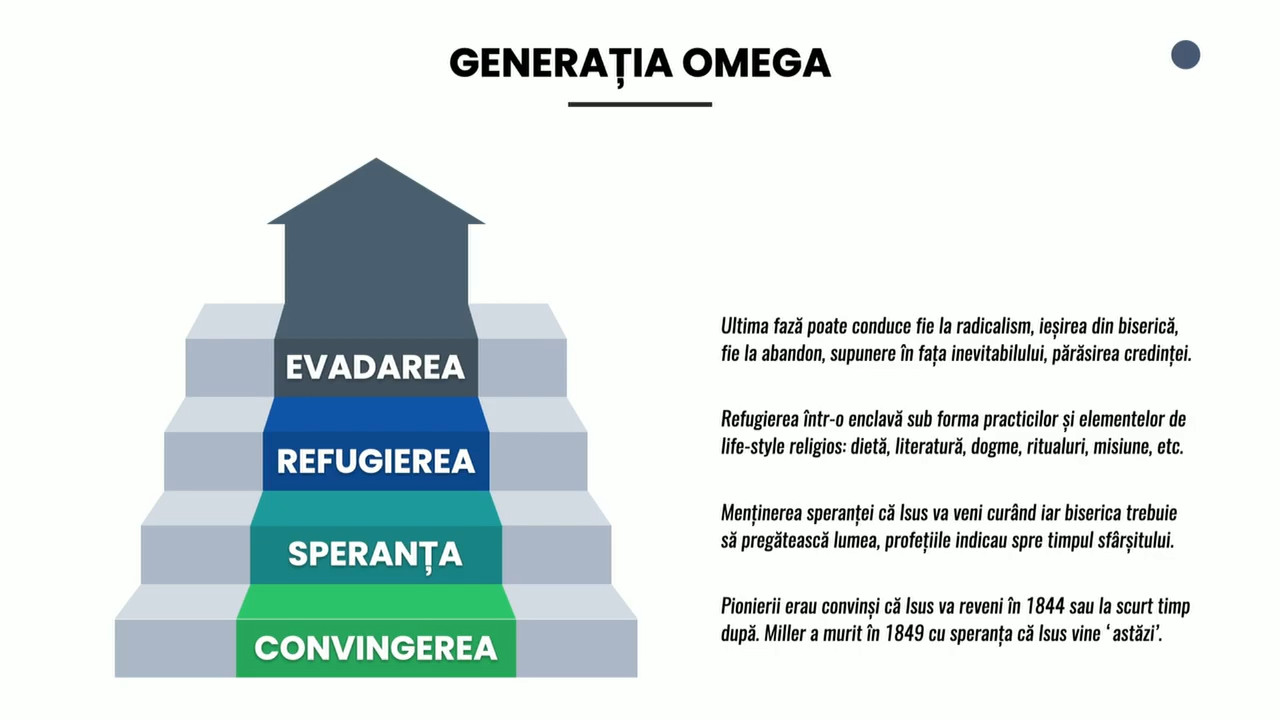 GENERAȚIA OMEGA
EVADAREA
Ultima fază poate conduce fie la radicalism, ieșirea din biserică,
fie la abandon, supunere în fața inevitabilului, părăsirea credinței.
REFUGIEREA
Refugierea într-o enclavă sub forma practicilor și elementelor de
life-style religios: dietă, literatură, dogme, ritualuri, misiune, etc.
SPERANȚA
Menținerea speranței că Isus va veni curând iar biserica trebuie
să pregătească lumea, profețiile indicau spre timpul sfârșitului.
CONVINGEREA
Pionierii erau convinși că Isus va reveni în 1844 sau la scurt timp
după. Miller a murit în 1849 cu speranța că Isus vine ‘astăzi’.